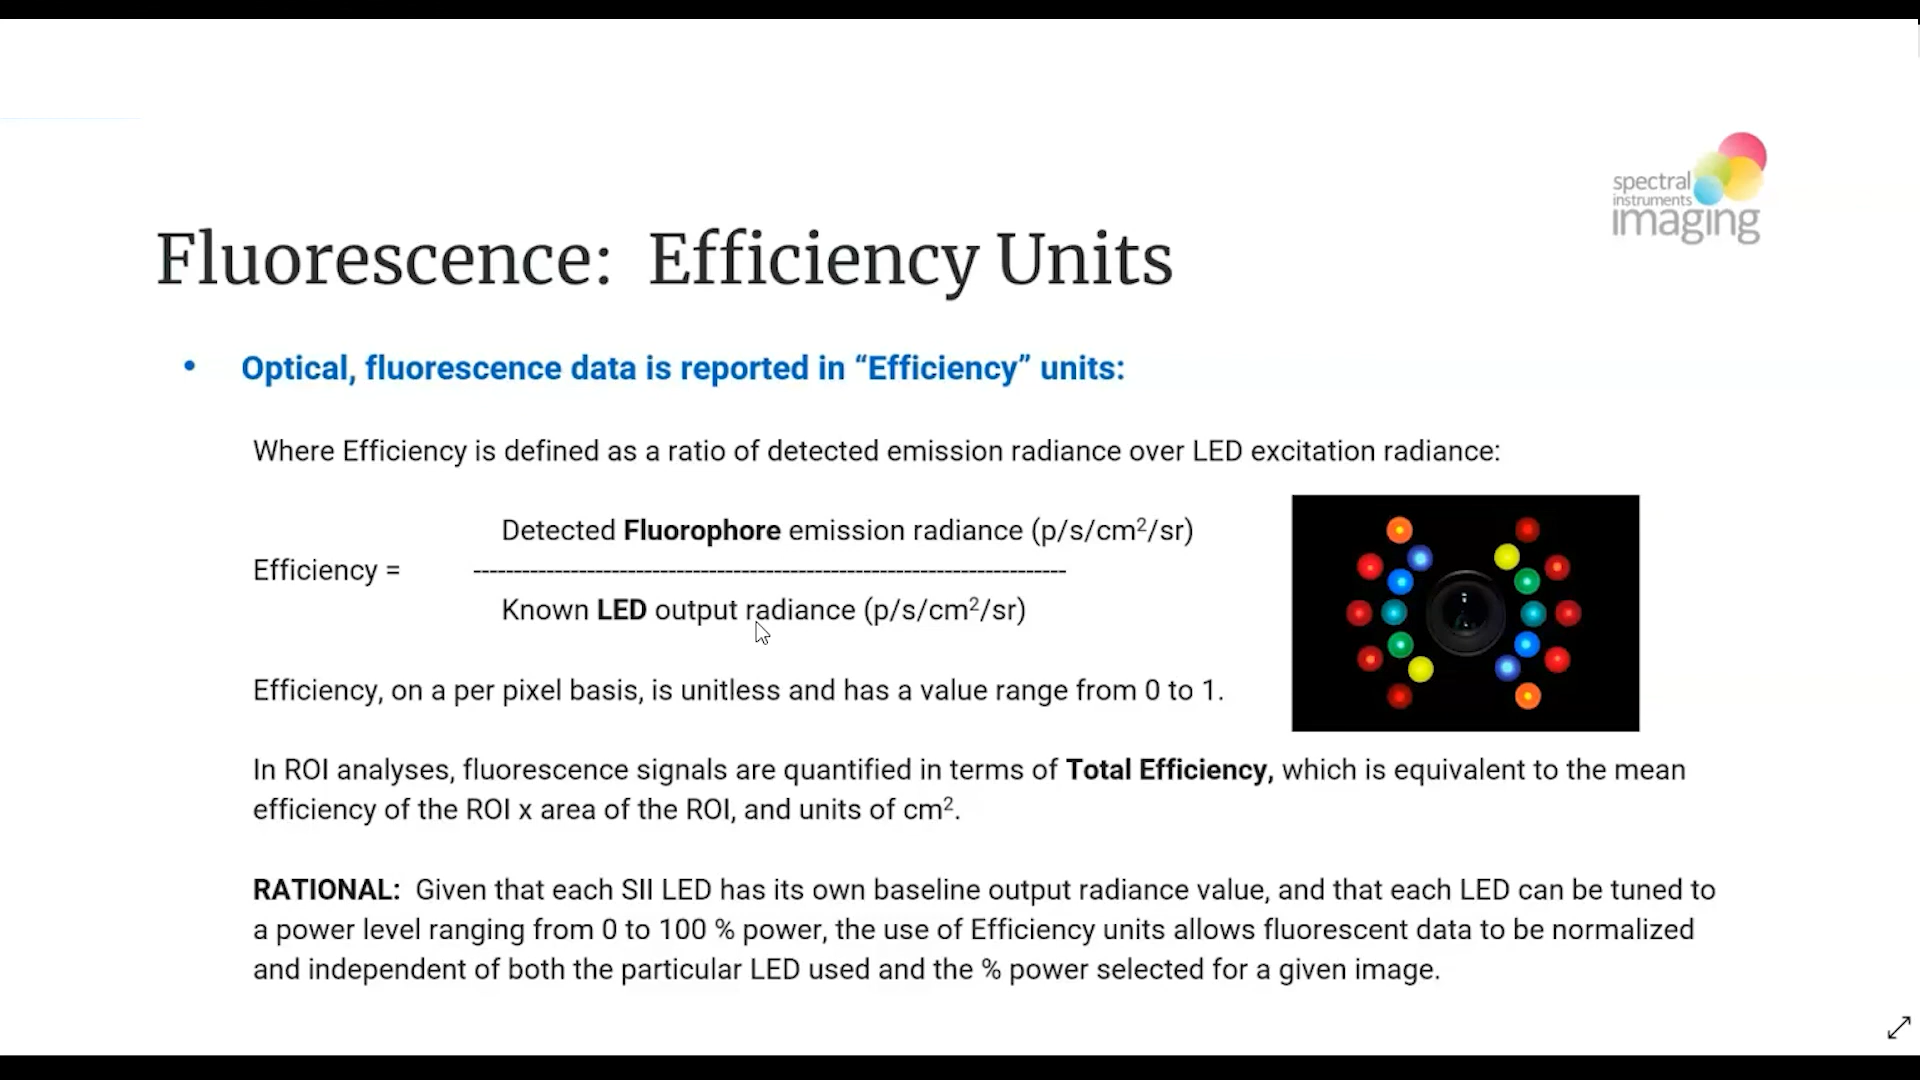 spectral
instruments
imaging
Fluorescence: Efficiency Units
• Optical, fluorescence data is reported in “Efficiency” units:
Where Efficiency is defined as a ratio of detected emission radiance over LED excitation radiance:
Detected Fluorophore emission radiance (p/s/cm²/sr)
Efficiency = --------------------------------------------------------------------------
Known LED output radiance (p/s/cm²/sr)
Efficiency, on a per pixel basis, is unitless and has a value range from 0 to 1.
In ROI analyses, fluorescence signals are quantified in terms of Total Efficiency, which is equivalent to the mean
efficiency of the ROI x area of the ROI, and units of cm².
RATIONAL: Given that each SII LED has its own baseline output radiance value, and that each LED can be tuned to
a power level ranging from 0 to 100 % power, the use of Efficiency units allows fluorescent data to be normalized
and independent of both the particular LED used and the % power selected for a given image.